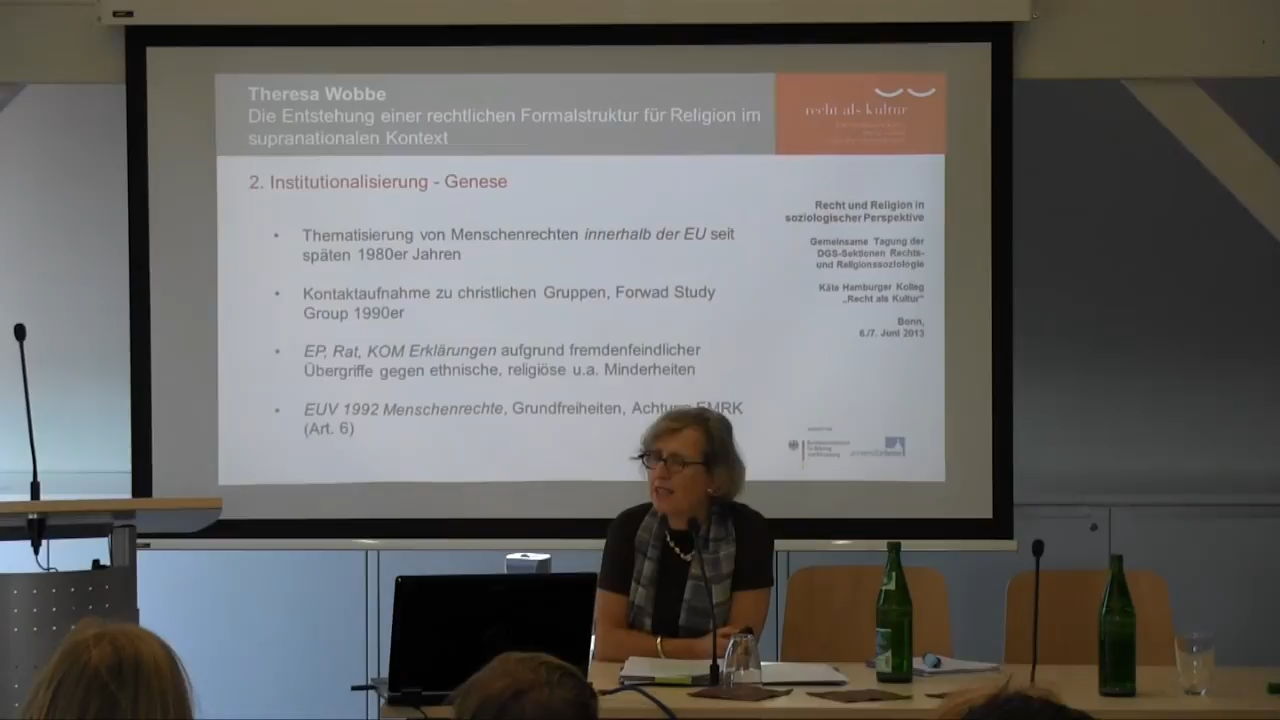 Theresa Wobbe
Die Entstehung einer rechtlichen Formalstruktur für Religion im
supranationalen Kontext
recht als kultur
2. Institutionalisierung - Genese
• Thematisierung von Menschenrechten innerhalb der EU seit
späten 1980er Jahren
• Kontaktaufnahme zu christlichen Gruppen, Forwad Study
Group 1990er
• EP, Rat, KOM Erklärungen aufgrund fremdenfeindlicher
Übergriffe gegen ethnische, religiöse u.a. Minderheiten
• EUV 1992 Menschenrechte, Grundfreiheiten, Achtung EMRK
(Art. 6)
Recht und Religion in
soziologischer Perspektive
Gemeinsame Tagung der
DGS-Sektionen Rechts-
und Religionssoziologie
Käte Hamburger Kolleg
„Recht als Kultur“
Bonn,
6./7. Juni 2013
universität bonn